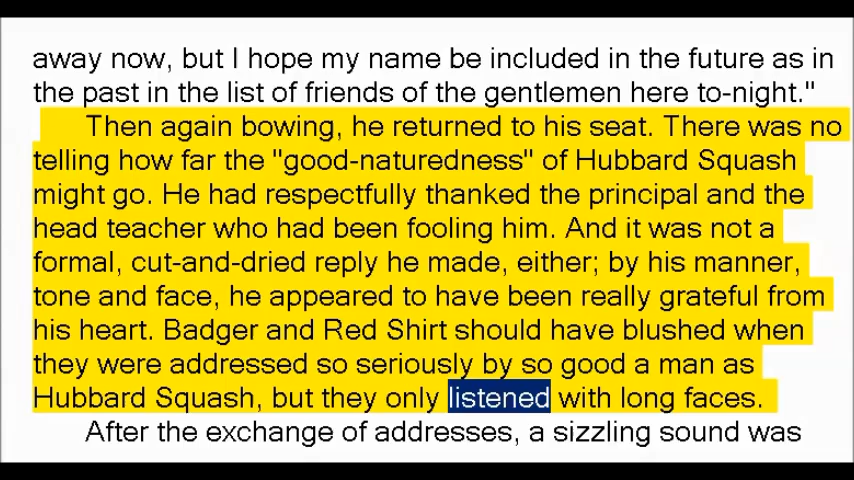 away now, but I hope my name be included in the future as in
the past in the list of friends of the gentlemen here to-night."
Then again bowing, he returned to his seat. There was no
telling how far the "good-naturedness" of Hubbard Squash
might go. He had respectfully thanked the principal and the
head teacher who had been fooling him. And it was not a
formal, cut-and-dried reply he made, either; by his manner,
tone and face, he appeared to have been really grateful from
his heart. Badger and Red Shirt should have blushed when
they were addressed so seriously by so good a man as
Hubbard Squash, but they only listened with long faces.
After the exchange of addresses, a sizzling sound was